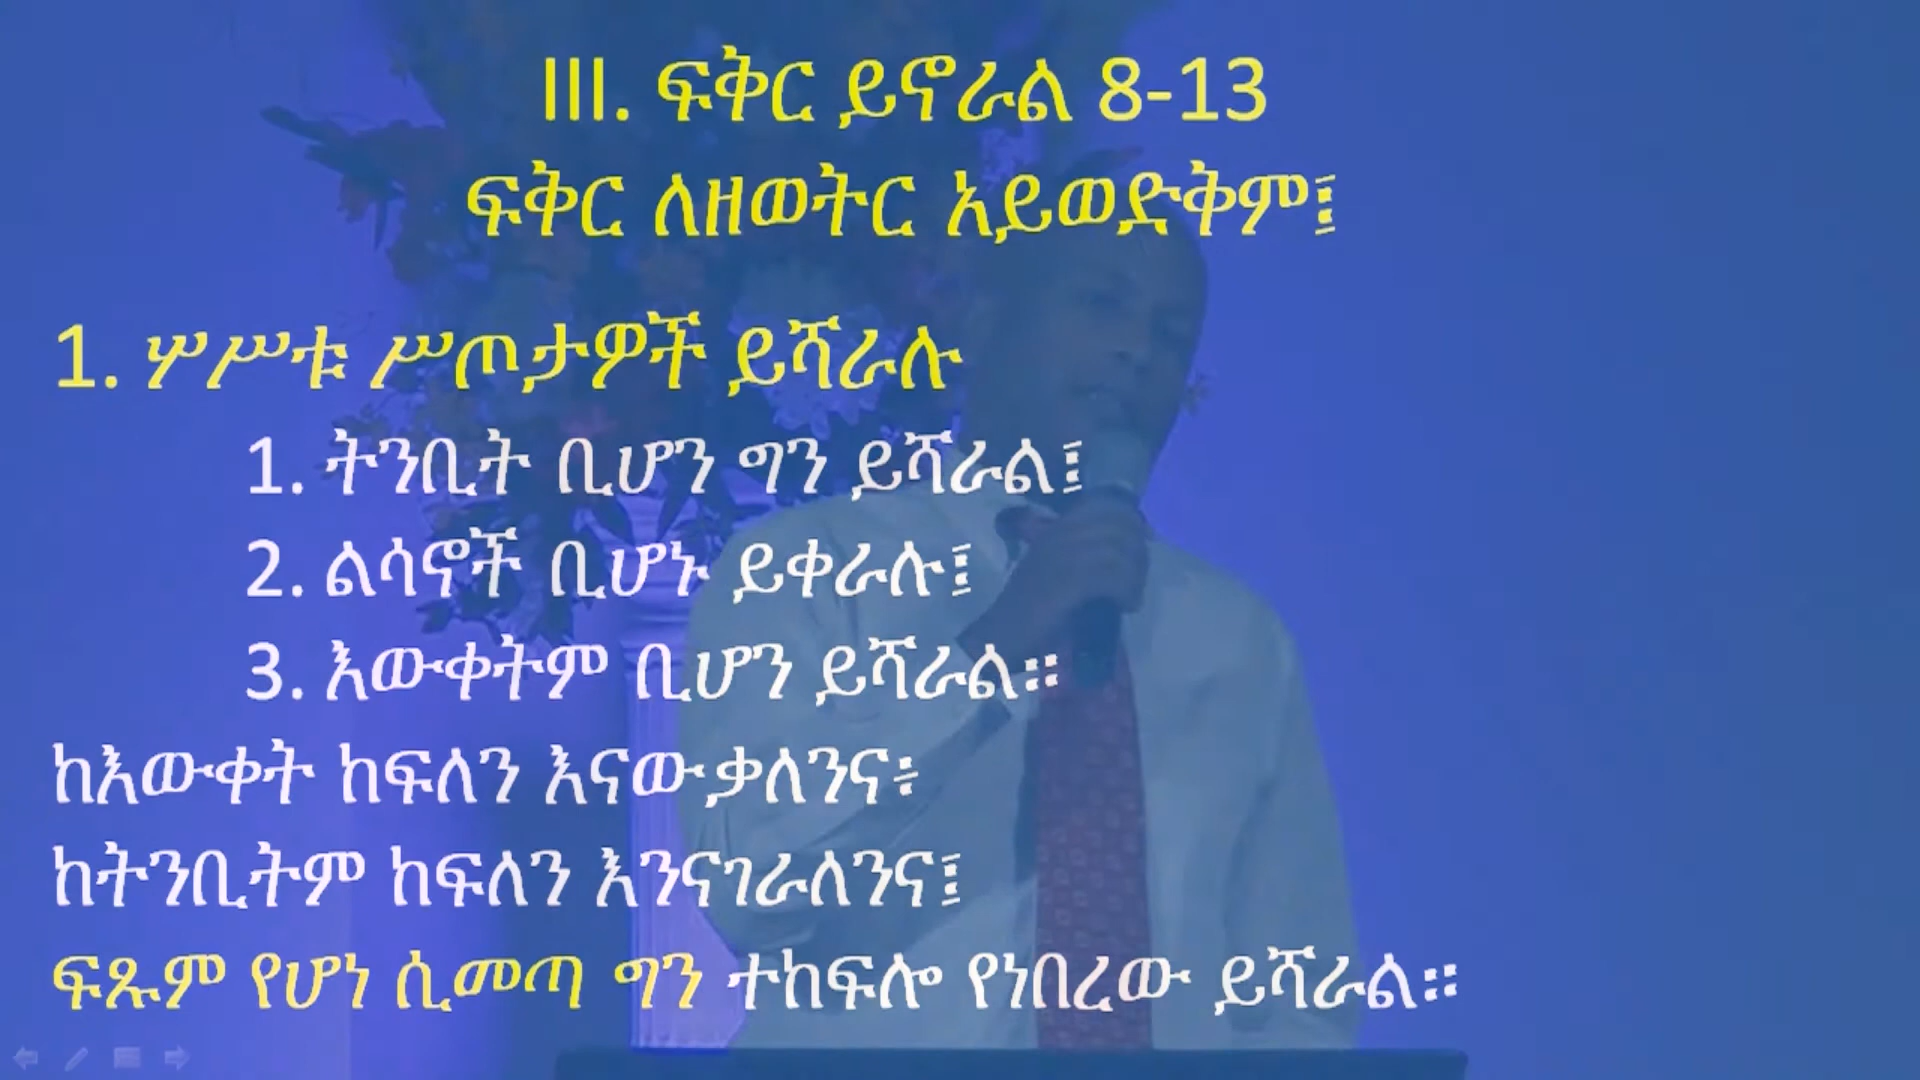 III. ፍቅር ይኖራል 8-13
ፍቅር ለዘወትር አይወድቅም፤
1. ሦሥቱ ሥጦታዎች ይሻራሉ
1. ትንቢት ቢሆን ግን ይሻራል፤
2. ልሳኖች ቢሆኑ ይቀራሉ፤
3. እውቀትም ቢሆን ይሻራል።
ከእውቀት ከፍለን እናውቃለንና፥
ከትንቢትም ከፍለን እንናገራለንና፤
ፍጹም የሆነ ሲመጣ ግን ተከፍሎ የነበረው ይሻራል።